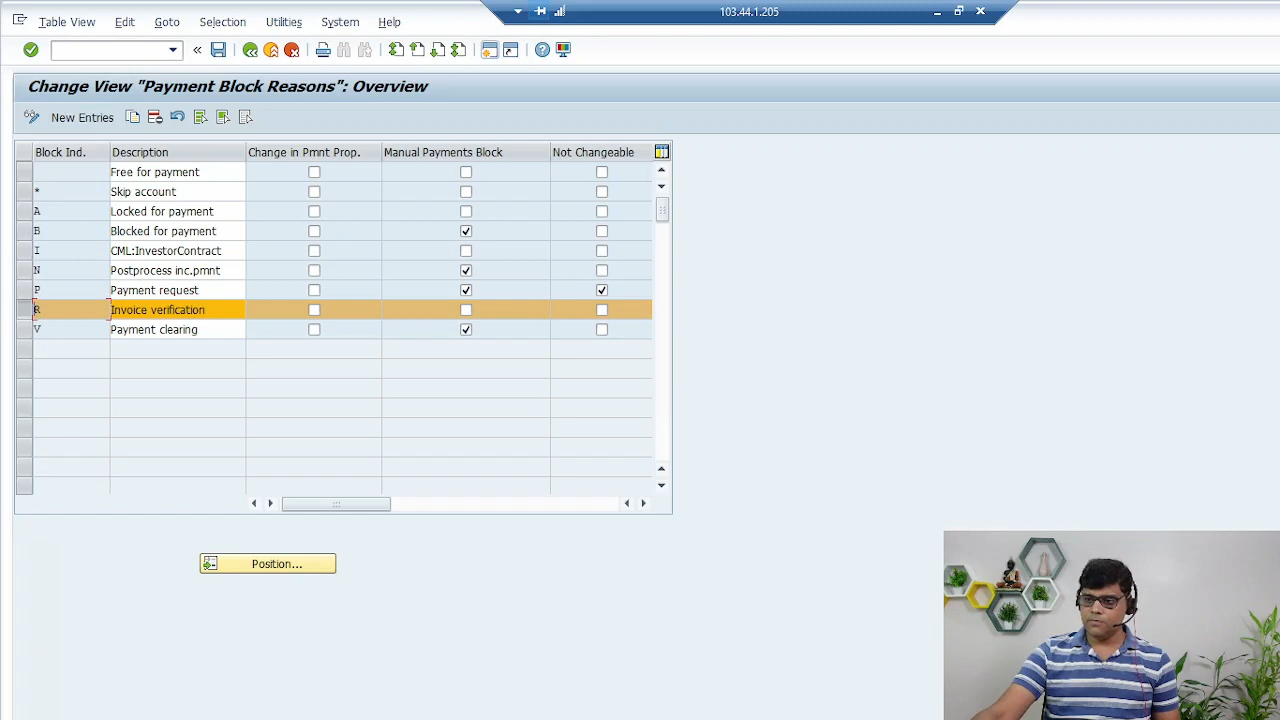 103.44.1.205
Table View Edit Goto Selection Utilities System Help
Change View "Payment Block Reasons": Overview
New Entries
Block Ind. Description Change in Pmnt Prop. Manual Payments Block Not Changeable
Free for payment
* Skip account
A Locked for payment
B Blocked for payment
I CML:InvestorContract
N Postprocess inc.pmnt
P Payment request
R Invoice verification
V Payment clearing
Position...